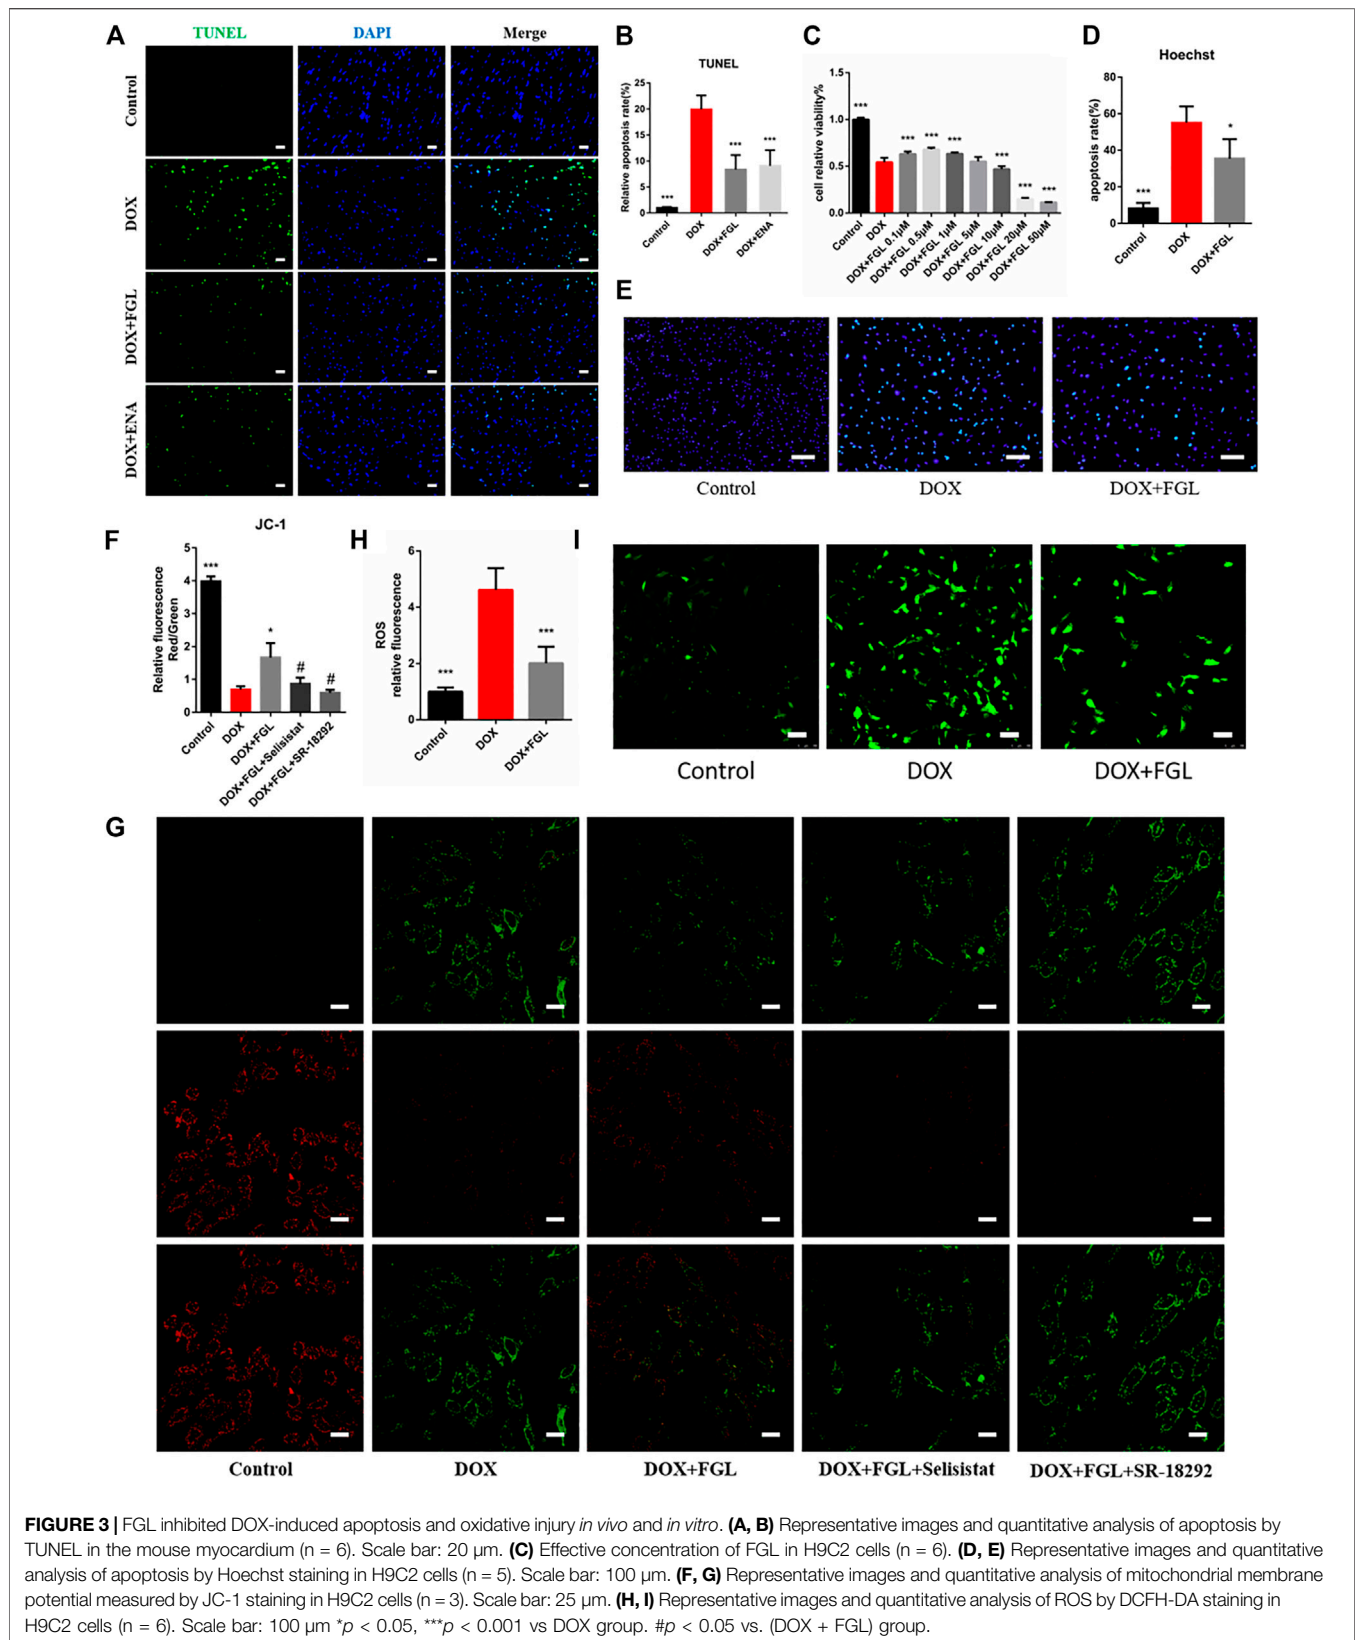 A
TUNEL
DAPI
Merge
Control
DOX
DOX+FGL
DOX+ENA
B
TUNEL
Relative apoptosis rate(%)
25
20
15
10
5
0
***
***
***
Control
DOX
DOX+FGL
DOX+ENA
C
cell relative viability%
1.5
1.0
0.5
0.0
***
***
***
***
***
***
***
Control
DOX
DOX+FGL 0.1μM
DOX+FGL 0.5μM
DOX+FGL 1μM
DOX+FGL 5μM
DOX+FGL 10μM
DOX+FGL 20μM
DOX+FGL 50μM
D
Hoechst
apoptosis rate(%)
80
60
40
20
0
***
*
Control
DOX
DOX+FGL
E
Control
DOX
DOX+FGL
F
JC-1
Relative fluorescence
Red/Green
5
4
3
2
1
0
***
*
#
#
Control
DOX
DOX+FGL
DOX+FGL+Selisistat
DOX+FGL+SR-18292
H
ROS
relative fluorescence
6
4
2
0
***
***
Control
DOX
DOX+FGL
I
Control
DOX
DOX+FGL
G
Control
DOX
DOX+FGL
DOX+FGL+Selisistat
DOX+FGL+SR-18292
FIGURE 3 | FGL inhibited DOX-induced apoptosis and oxidative injury in vivo and in vitro. (A, B) Representative images and quantitative analysis of apoptosis by
TUNEL in the mouse myocardium (n = 6). Scale bar: 20 μm. (C) Effective concentration of FGL in H9C2 cells (n = 6). (D, E) Representative images and quantitative
analysis of apoptosis by Hoechst staining in H9C2 cells (n = 5). Scale bar: 100 μm. (F, G) Representative images and quantitative analysis of mitochondrial membrane
potential measured by JC-1 staining in H9C2 cells (n = 3). Scale bar: 25 μm. (H, I) Representative images and quantitative analysis of ROS by DCFH-DA staining in
H9C2 cells (n = 6). Scale bar: 100 μm *p < 0.05, ***p < 0.001 vs DOX group. #p < 0.05 vs. (DOX + FGL) group.